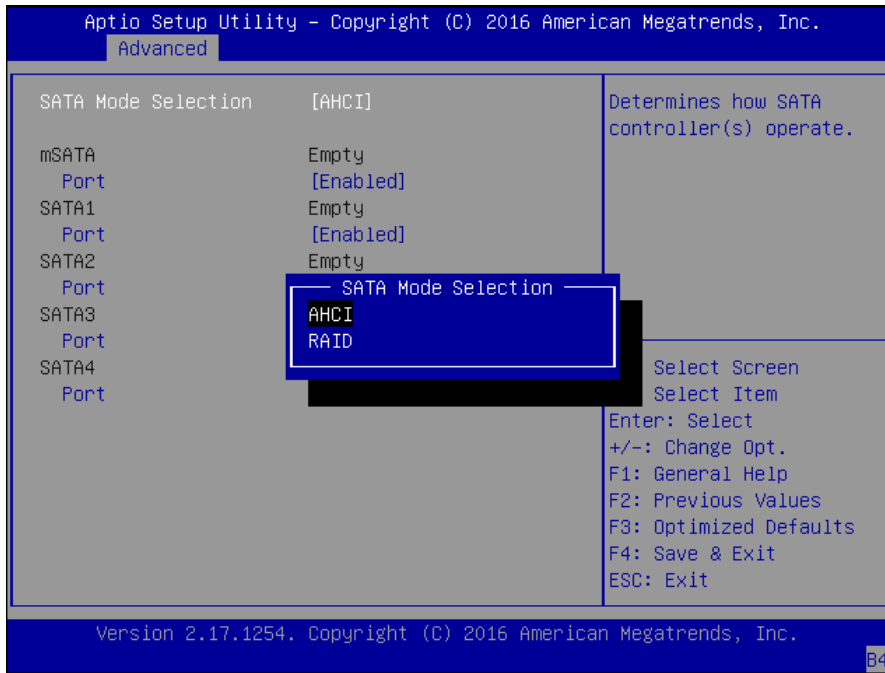 Aptio Setup Utility – Copyright (C) 2016 American Megatrends, Inc.
Advanced
SATA Mode Selection [AHCI]
mSATA Empty
Port [Enabled]
SATA1 Empty
Port [Enabled]
SATA2 Empty
Port
SATA3
Port
SATA4
Port
SATA Mode Selection
AHCI
RAID
Determines how SATA
controller(s) operate.
Select Screen
Select Item
Enter: Select
+/-: Change Opt.
F1: General Help
F2: Previous Values
F3: Optimized Defaults
F4: Save & Exit
ESC: Exit
Version 2.17.1254. Copyright (C) 2016 American Megatrends, Inc.
B4